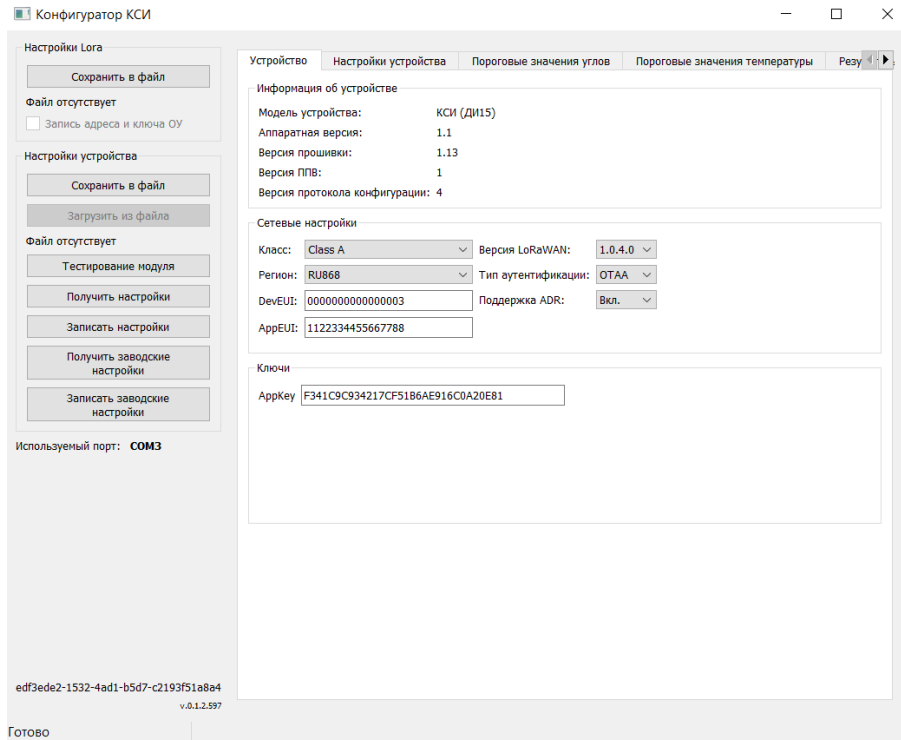 Конфигуратор КСИ
Настройки Lora
Сохранить в файл
Файл отсутствует
Запись адреса и ключа ОУ
Настройки устройства
Сохранить в файл
Загрузить из файла
Файл отсутствует
Тестирование модуля
Получить настройки
Записать настройки
Получить заводские
настройки
Записать заводские
настройки
Используемый порт: COM3
edf3ede2-1532-4ad1-b5d7-c2193f51a8a4
v.0.1.2.597
Готово
Устройство Настройки устройства Пороговые значения углов Пороговые значения температуры Резу
Информация об устройстве
Модель устройства: КСИ (ДИ15)
Аппаратная версия: 1.1
Версия прошивки: 1.13
Версия ППВ: 1
Версия протокола конфигурации: 4
Сетевые настройки
Класс: Class A Версия LoRaWAN: 1.0.4.0
Регион: RU868 Тип аутентификации: OTAA
DevEUI: 0000000000000003 Поддержка ADR: Вкл.
AppEUI: 1122334455667788
Ключи
AppKey F341C9C934217CF51B6AE916C0A20E81